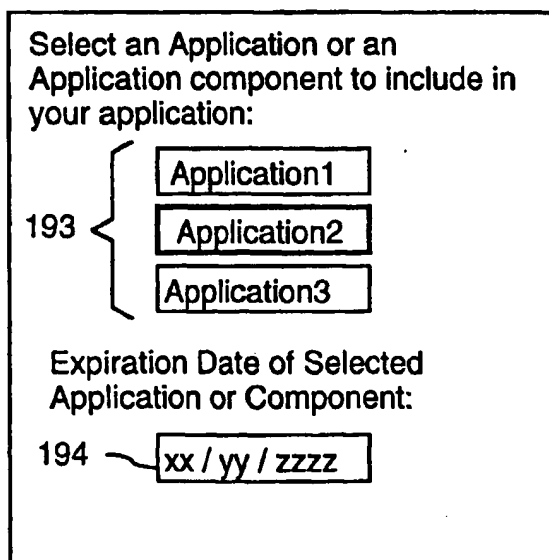 Select an Application or an
Application component to include in
your application:
Application1
193
Application2
Application3
Expiration Date of Selected
Application or Component:
194
xx / yy / zzzz